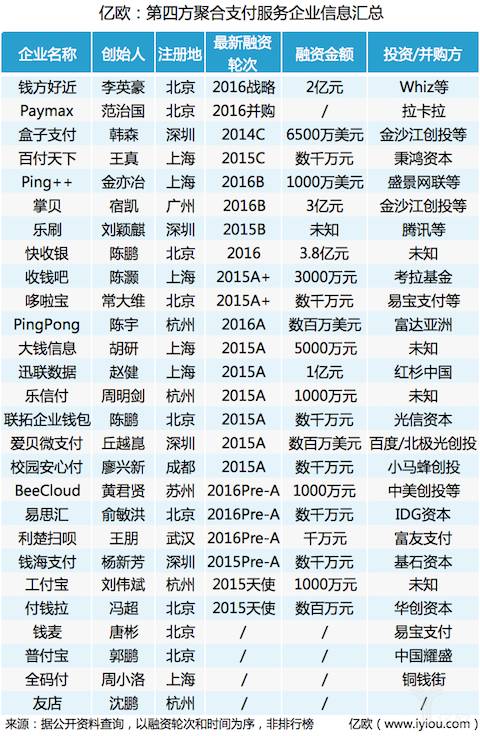 亿欧：第四方聚合支付服务企业信息汇总
企业名称 创始人 注册地 最新融资轮次 融资金额 投资/并购方
钱方好近 李英豪 北京 2016战略 2亿元 Whiz等
Paymax 范治国 北京 2016并购 / 拉卡拉
盒子支付 韩森 深圳 2014C 6500万美元 金沙江创投等
百付天下 王真 上海 2015C 数千万元 秉鸿资本
Ping++ 金亦冶 上海 2016B 1000万美元 盛景网联等
掌贝 宿凯 广州 2016B 3亿元 金沙江创投等
乐刷 刘颖麒 深圳 2015B 未知 腾讯等
快收银 陈鹏 北京 2016 3.8亿元 未知
收钱吧 陈灏 上海 2015A+ 3000万元 考拉基金
哆啦宝 常大维 北京 2015A+ 数千万元 易宝支付等
PingPong 陈宇 杭州 2016A 数百万美元 富达亚洲
大钱信息 胡研 上海 2015A 5000万元 未知
迅联数据 赵健 上海 2015A 1亿元 红杉中国
乐信付 周明剑 杭州 2015A 1000万元 未知
联拓企业钱包 陈鹏 北京 2015A 数千万元 光信资本
爱贝微支付 丘越崑 深圳 2015A 数百万美元 百度/北极光创投
校园安心付 廖兴新 成都 2015A 数千万元 小马蜂创投
BeeCloud 黄君贤 苏州 2016Pre-A 1000万元 中美创投等
易思汇 俞敏洪 北京 2016Pre-A 数千万元 IDG资本
利楚扫呗 王朋 武汉 2016Pre-A 千万元 富友支付
钱海支付 杨新芳 深圳 2015Pre-A 数千万元 基石资本
工付宝 刘伟斌 杭州 2015天使 1000万元 未知
付钱拉 冯超 北京 2015天使 数百万元 华创资本
钱麦 唐彬 北京 / / 易宝支付
普付宝 郭鹏 北京 / / 中国耀盛
全码付 周小洛 上海 / / 铜钱街
友店 沈鹏 杭州 / / /
来源：据公开资料查询，以融资轮次和时间为序，非排行榜 亿欧（www.iyiou.com）